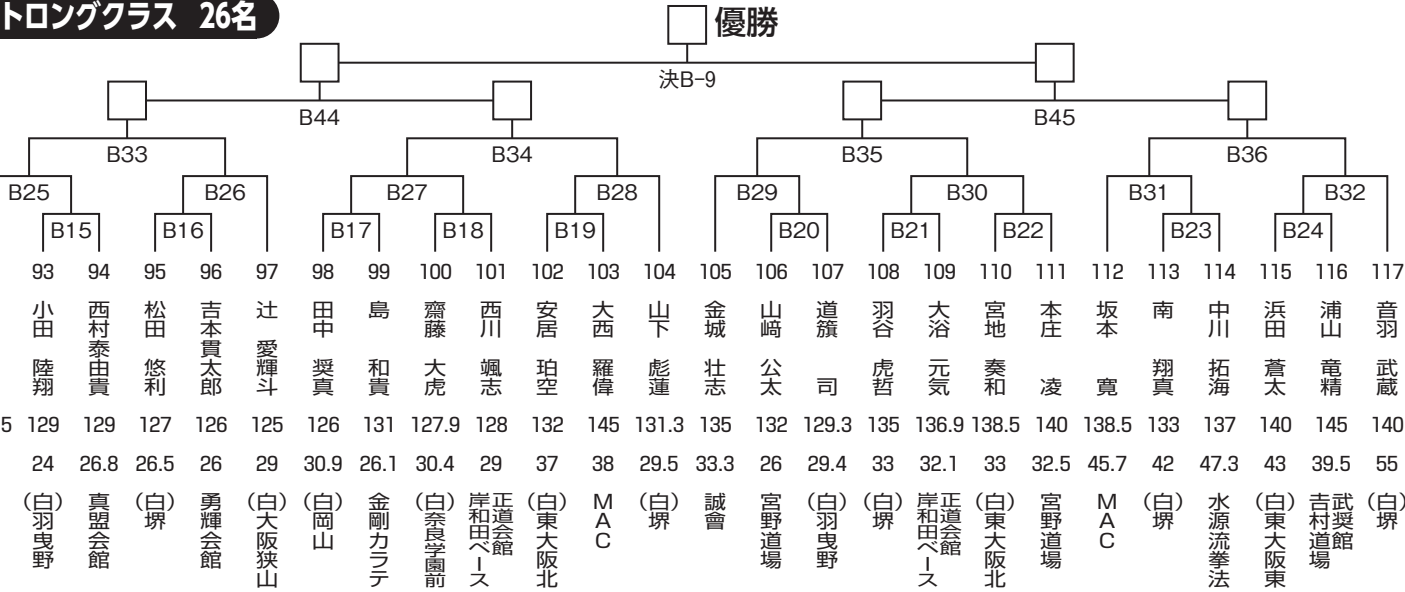 トロングクラス 26名
優勝
決B-9
B44
B45
B33
B34
B35
B36
B25
B26
B27
B28
B29
B30
B31
B32
B15
B16
B17
B18
B19
B20
B21
B22
B23
B24
93 94 95 96 97 98 99 100 101 102 103 104 105 106 107 108 109 110 111 112 113 114 115 116 117
小田 陸翔
西村泰由貴
松田 悠利
吉本貫太郎
辻 愛輝斗
田中 奨真
島 和貴
齋藤 大虎
西川 颯志
安居 珀空
大西 羅偉
山下 彪蓮
金城 壮志
山﨑 公太
道籏 司
羽谷 虎哲
大浴 元気
宮地 奏和
本庄 凌
坂本 寛
南 翔真
中川 拓海
浜田 蒼太
浦山 竜精
音羽 武蔵
5 129 129 127 126 125 126 131 127.9 128 132 145 131.3 135 132 129.3 135 136.9 138.5 140 138.5 133 137 140 145 140
24 26.8 26.5 26 29 30.9 26.1 30.4 29 37 38 29.5 33.3 26 29.4 33 32.1 33 32.5 45.7 42 47.3 43 39.5 55
(白)羽曳野
真盟会館
(白)堺
勇輝会館
(白)大阪狭山
(白)岡山
金剛カラテ
(白)奈良学園前
正道会館
岸和田ベース
(白)東大阪北
MAC
(白)堺
誠會
宮野道場
(白)羽曳野
(白)堺
正道会館
岸和田ベース
(白)東大阪北
宮野道場
MAC
(白)堺
水源流拳法
(白)東大阪東
武奨館
吉村道場
(白)堺